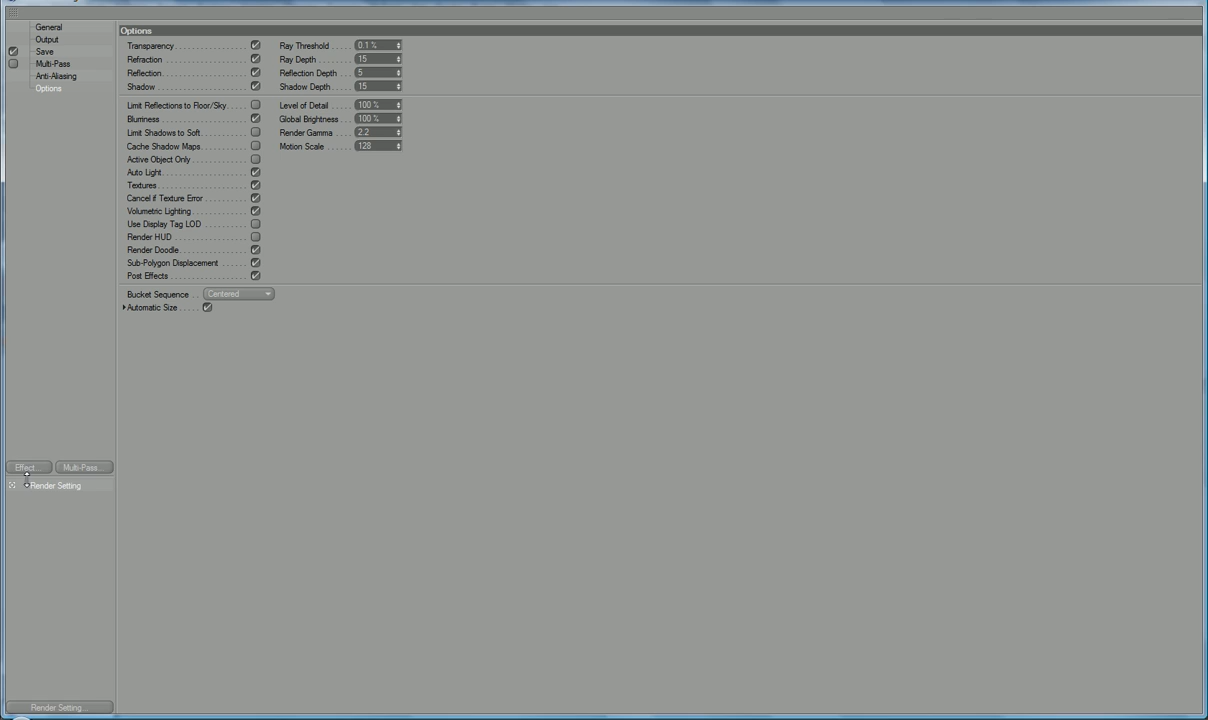 General
Output
Save
Multi-Pass
Anti-Aliasing
Options
Options
Transparency Ray Threshold 0.1 %
Refraction Ray Depth 15
Reflection Reflection Depth 5
Shadow Shadow Depth 15
Limit Reflections to Floor/Sky Level of Detail 100 %
Blurriness Global Brightness 100 %
Limit Shadows to Soft Render Gamma 2.2
Cache Shadow Maps Motion Scale 128
Active Object Only
Auto Light
Textures
Cancel if Texture Error
Volumetric Lighting
Use Display Tag LOD
Render HUD
Render Doodle
Sub-Polygon Displacement
Post Effects
Bucket Sequence Centered
Automatic Size
Effect... Multi-Pass...
Render Setting
Render Setting...